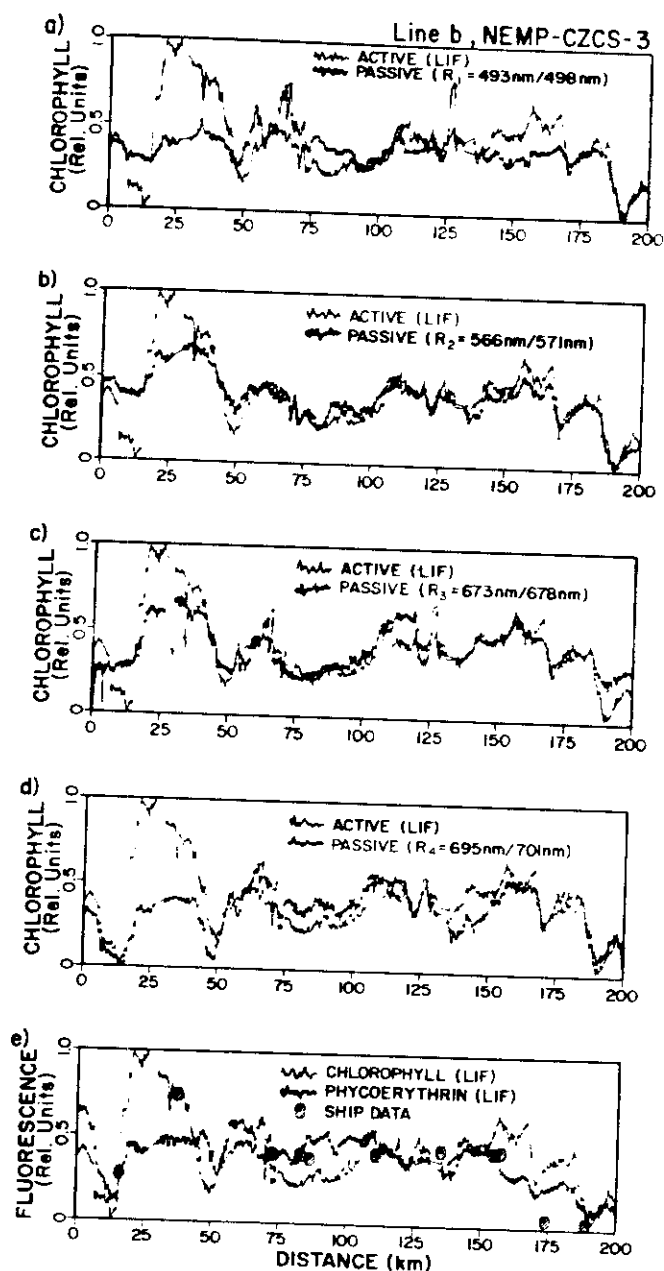 Line b, NEMP-CZCS-3
a)
CHLOROPHYLL
(Rel. Units)
1.0
0.5
0
ACTIVE (LIF)
PASSIVE (R1 = 493nm/498nm)
0 25 50 75 100 125 150 175 200
b)
CHLOROPHYLL
(Rel. Units)
1.0
0.5
0
ACTIVE (LIF)
PASSIVE (R2 = 566nm/571nm)
0 25 50 75 100 125 150 175 200
c)
CHLOROPHYLL
(Rel. Units)
1.0
0.5
0
ACTIVE (LIF)
PASSIVE (R3 = 673nm/678nm)
0 25 50 75 100 125 150 175 200
d)
CHLOROPHYLL
(Rel. Units)
1.0
0.5
0
ACTIVE (LIF)
PASSIVE (R4 = 695nm/701nm)
0 25 50 75 100 125 150 175 200
e)
FLUORESCENCE
(Rel. Units)
1.0
0.5
0
CHLOROPHYLL (LIF)
PHYCOERYTHRIN (LIF)
SHIP DATA
0 25 50 75 100 125 150 175 200
DISTANCE (km)